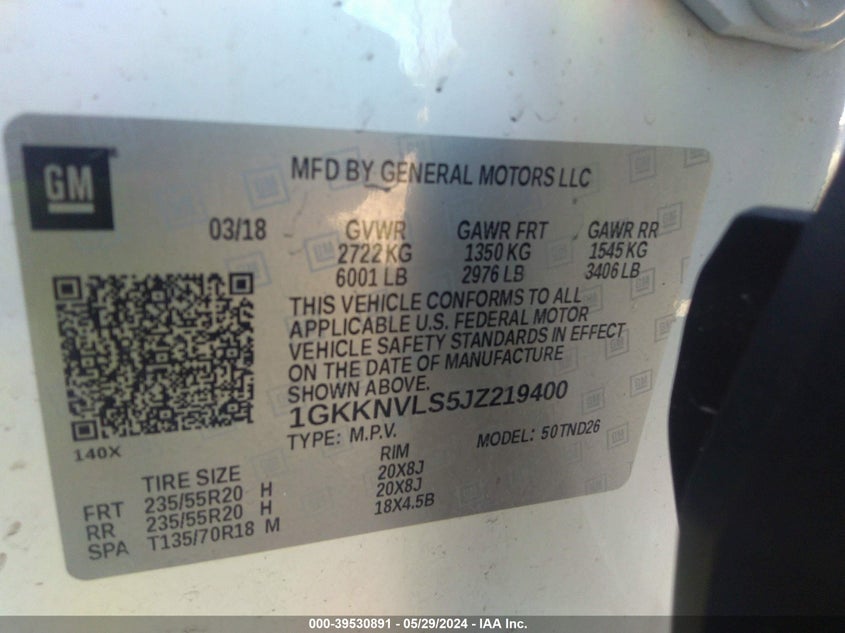 GM
MFD BY GENERAL MOTORS LLC
03/18 GVWR GAWR FRT GAWR RR
2722 KG 1350 KG 1545 KG
6001 LB 2976 LB 3406 LB
THIS VEHICLE CONFORMS TO ALL
APPLICABLE U.S. FEDERAL MOTOR
VEHICLE SAFETY STANDARDS IN EFFECT
ON THE DATE OF MANUFACTURE
SHOWN ABOVE.
1GKKNVLS5JZ219400
TYPE: M.P.V. MODEL: 50TND26
140X
TIRE SIZE RIM
FRT 235/55R20 H 20X8J
RR 235/55R20 H 20X8J
SPA T135/70R18 M 18X4.5B
000-39530891 - 05/29/2024 - IAA Inc.